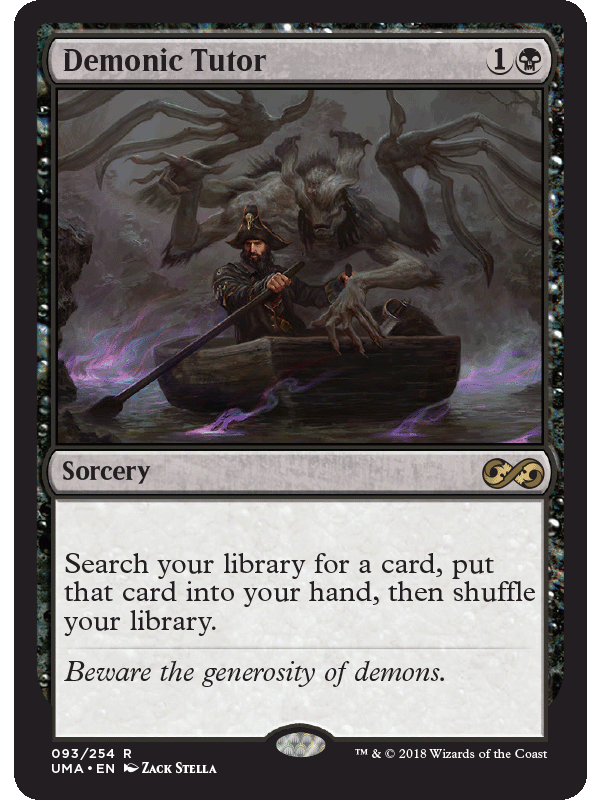 Demonic Tutor 1
Sorcery
Search your library for a card, put
that card into your hand, then shuffle
your library.
Beware the generosity of demons.
093/254 R
UMA • EN Zack Stella
™ & © 2018 Wizards of the Coast